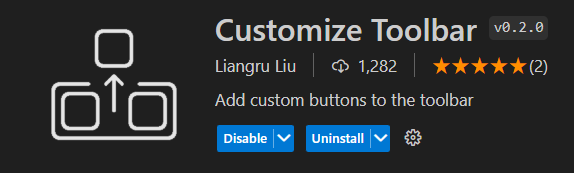 Customize Toolbar v0.2.0
Liangru Liu 1,282 (2)
Add custom buttons to the toolbar
Disable Uninstall